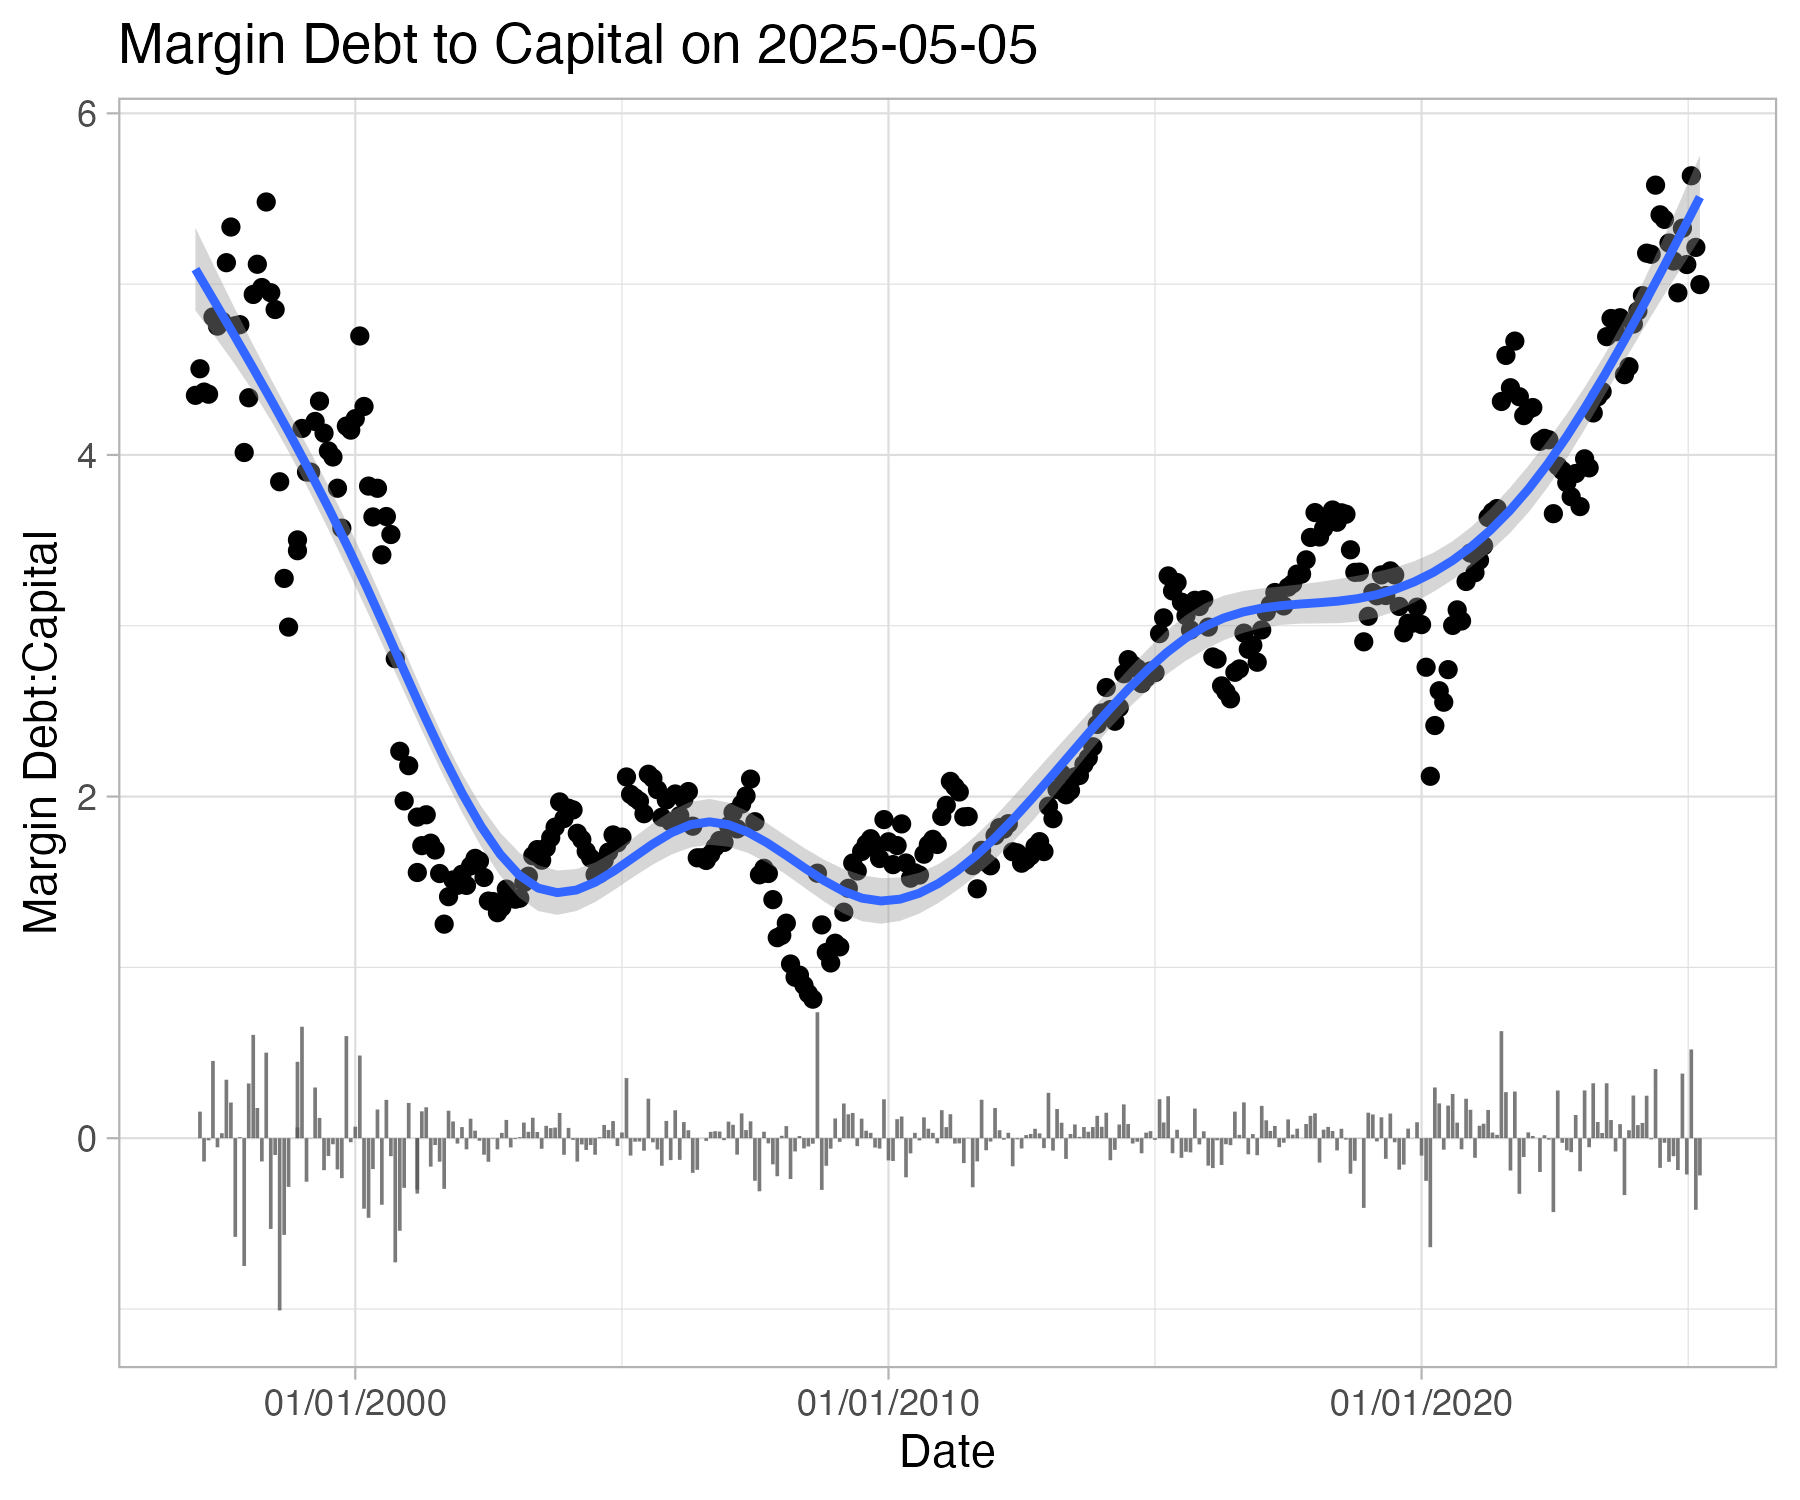 Margin Debt to Capital on 2025-05-05
6
4
2
0
Margin Debt:Capital
01/01/2000
01/01/2010
01/01/2020
Date